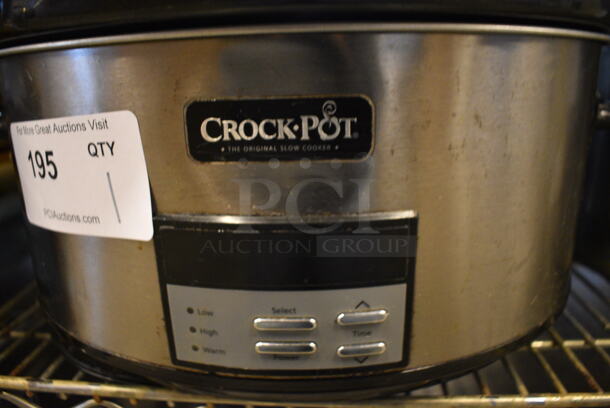 For More Great Auctions Visit
195
QTY
1
PCIAuctions.com
CROCK·POT®
• THE ORIGINAL SLOW COOKER •
PCI
AUCTION GROUP
Low
High
Warm
Select
Power
Time